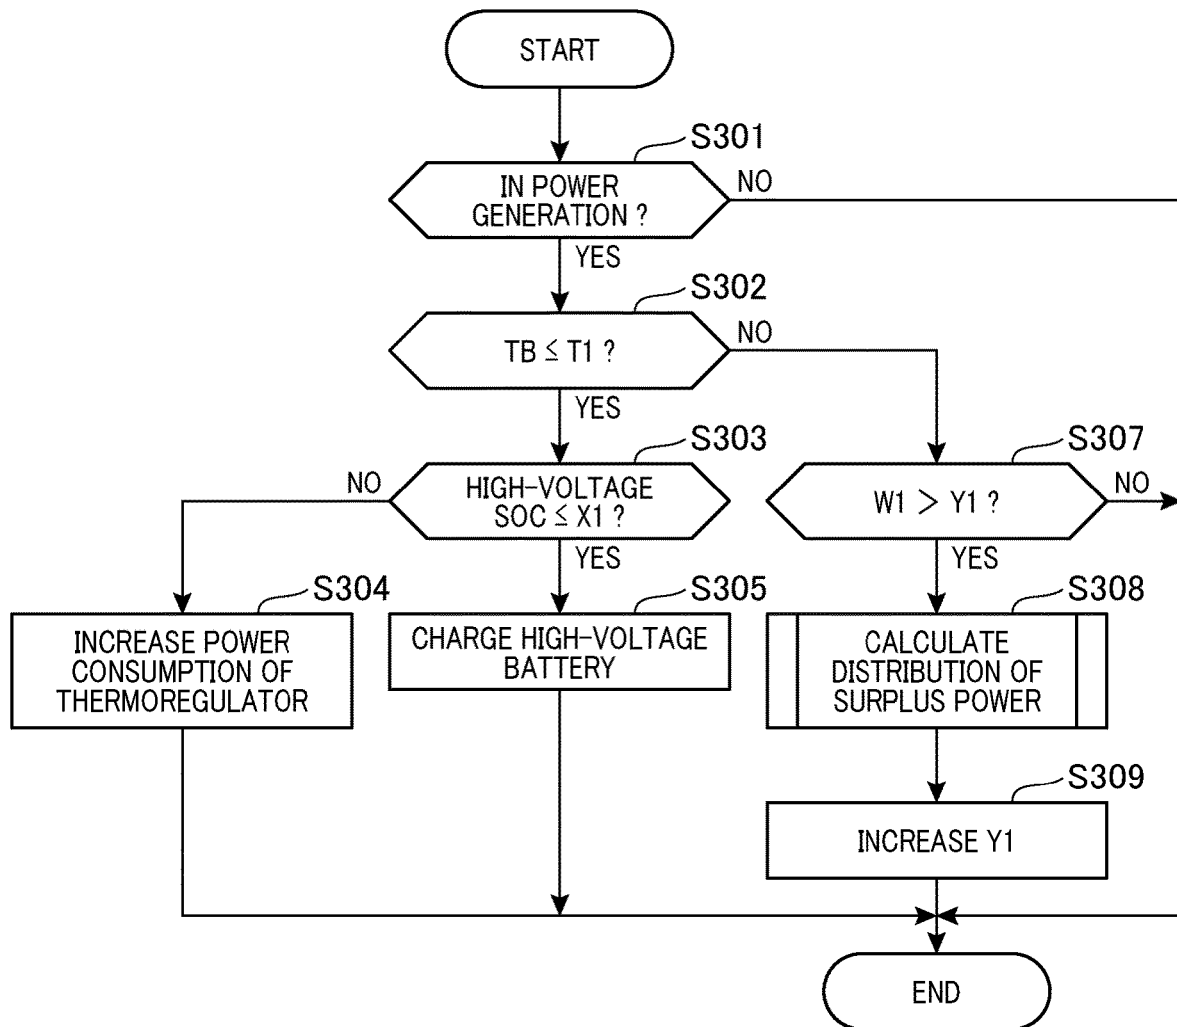 START
S301
IN POWER
GENERATION ?
NO
YES
S302
TB ≦ T1 ?
NO
YES
S303
HIGH-VOLTAGE
SOC ≦ X1 ?
NO
YES
S307
W1 > Y1 ?
NO
YES
S304
INCREASE POWER
CONSUMPTION OF
THERMOREGULATOR
S305
CHARGE HIGH-VOLTAGE
BATTERY
S308
CALCULATE
DISTRIBUTION OF
SURPLUS POWER
S309
INCREASE Y1
END